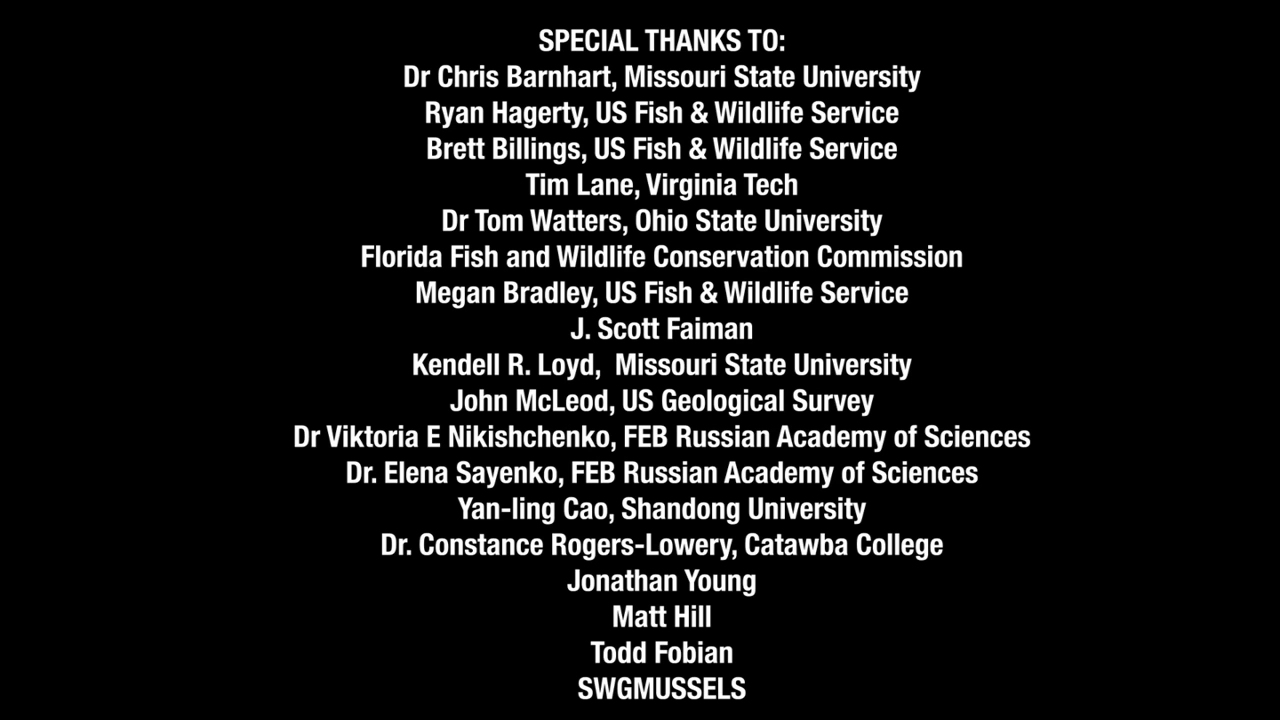 SPECIAL THANKS TO:
Dr Chris Barnhart, Missouri State University
Ryan Hagerty, US Fish & Wildlife Service
Brett Billings, US Fish & Wildlife Service
Tim Lane, Virginia Tech
Dr Tom Watters, Ohio State University
Florida Fish and Wildlife Conservation Commission
Megan Bradley, US Fish & Wildlife Service
J. Scott Faiman
Kendell R. Loyd,  Missouri State University
John McLeod, US Geological Survey
Dr Viktoria E Nikishchenko, FEB Russian Academy of Sciences
Dr. Elena Sayenko, FEB Russian Academy of Sciences
Yan-ling Cao, Shandong University
Dr. Constance Rogers-Lowery, Catawba College
Jonathan Young
Matt Hill
Todd Fobian
SWGMUSSELS